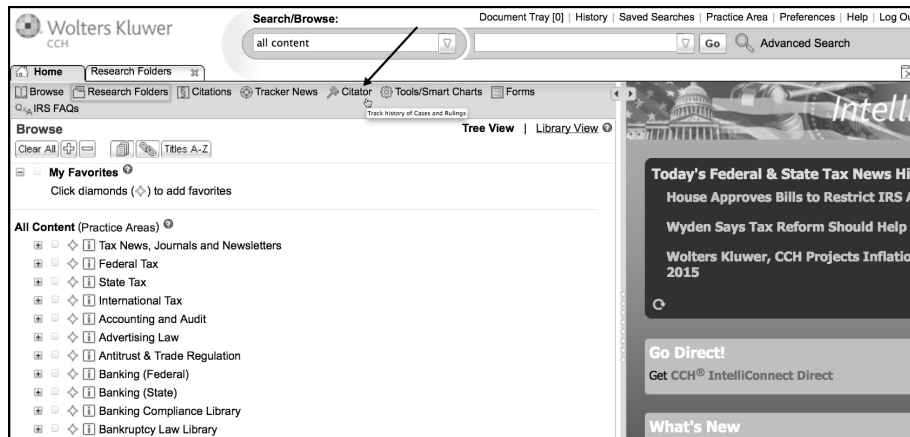 Wolters Kluwer
CCH
Search/Browse:
Document Tray [0] | History | Saved Searches | Practice Area | Preferences | Help | Log
all content
Go
Advanced Search
Home
Research Folders
Browse Research Folders Citations Tracker News Citator Tools/Smart Charts Forms
IRS FAQs
Track history of Cases and Rulings
Browse
Tree View | Library View
Clear All
Titles A-Z
My Favorites
Click diamonds ( ) to add favorites
All Content (Practice Areas)
Tax News, Journals and Newsletters
Federal Tax
State Tax
International Tax
Accounting and Audit
Advertising Law
Antitrust & Trade Regulation
Banking (Federal)
Banking (State)
Banking Compliance Library
Bankruptcy Law Library
Intelli
Today's Federal & State Tax News
House Approves Bills to Restrict IRS
Wyden Says Tax Reform Should Help
Wolters Kluwer, CCH Projects
2015
Go Direct!
Get CCH® IntelliConnect Direct
What's New